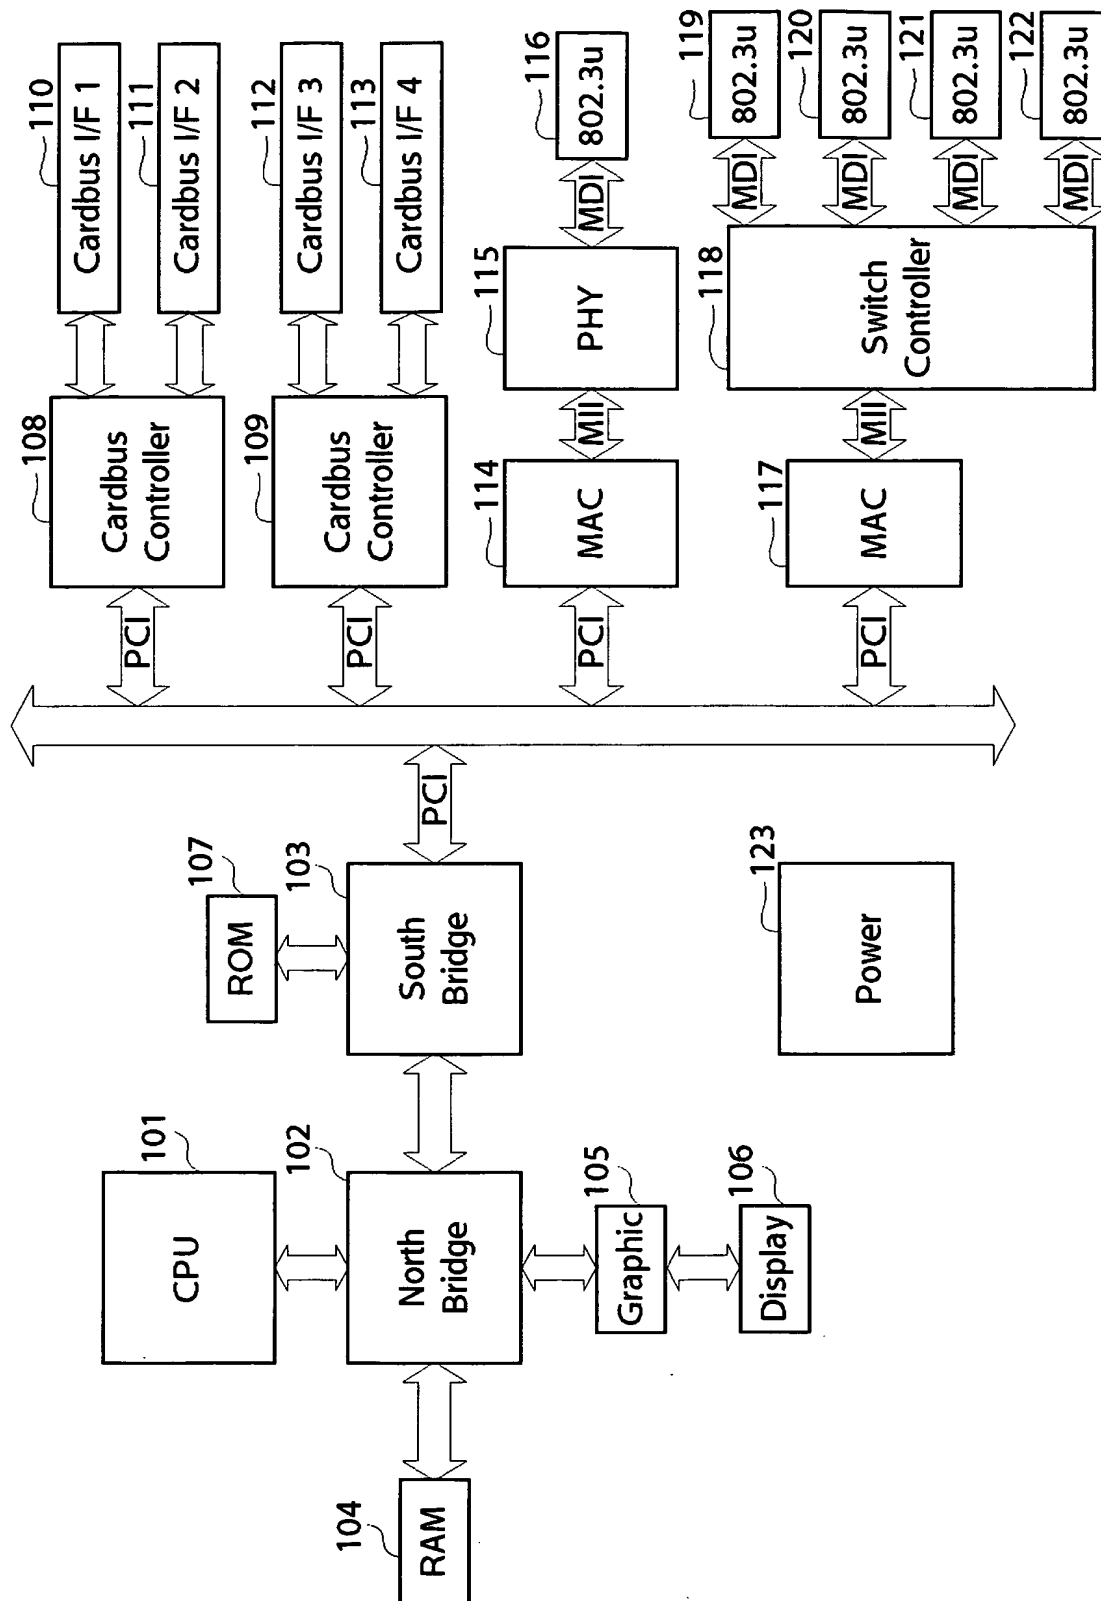 110
Cardbus I/F 1
111
Cardbus I/F 2
108
Cardbus
Controller
PCI
112
Cardbus I/F 3
113
Cardbus I/F 4
109
Cardbus
Controller
PCI
116
802.3u
MDI
115
PHY
MII
114
MAC
PCI
119
802.3u
MDI
120
802.3u
MDI
121
802.3u
MDI
122
802.3u
MDI
118
Switch
Controller
MII
117
MAC
PCI
PCI
107
ROM
103
South
Bridge
101
CPU
102
North
Bridge
104
RAM
105
Graphic
106
Display
123
Power